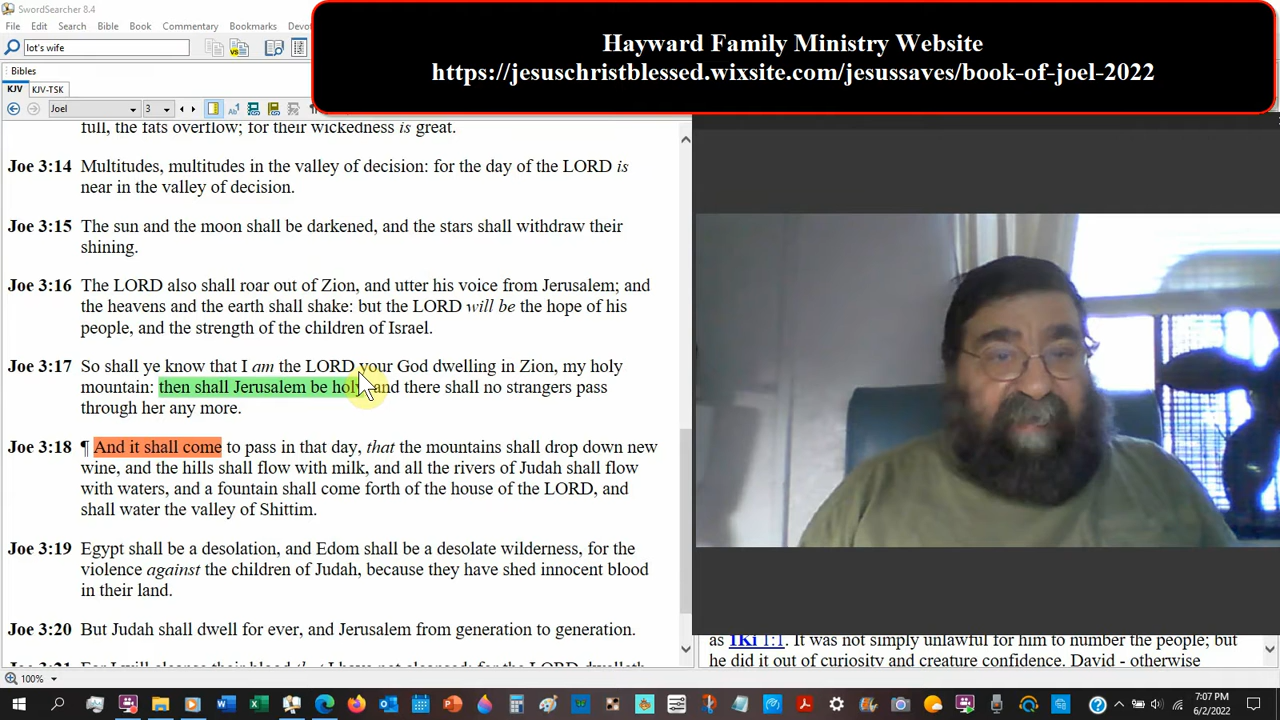 SwordSearcher 8.4
File Edit Search Bible Book Commentary Bookmarks Devo
lot's wife
Hayward Family Ministry Website
https://jesuschristblessed.wixsite.com/jesussaves/book-of-joel-2022
Bibles
KJV KJV-TSK
Joel 3
full, the fats overflow; for their wickedness is great.
Joe 3:14 Multitudes, multitudes in the valley of decision: for the day of the LORD is
near in the valley of decision.
Joe 3:15 The sun and the moon shall be darkened, and the stars shall withdraw their
shining.
Joe 3:16 The LORD also shall roar out of Zion, and utter his voice from Jerusalem; and
the heavens and the earth shall shake: but the LORD will be the hope of his
people, and the strength of the children of Israel.
Joe 3:17 So shall ye know that I am the LORD your God dwelling in Zion, my holy
mountain: then shall Jerusalem be holy, and there shall no strangers pass
through her any more.
Joe 3:18 ¶ And it shall come to pass in that day, that the mountains shall drop down new
wine, and the hills shall flow with milk, and all the rivers of Judah shall flow
with waters, and a fountain shall come forth of the house of the LORD, and
shall water the valley of Shittim.
Joe 3:19 Egypt shall be a desolation, and Edom shall be a desolate wilderness, for the
violence against the children of Judah, because they have shed innocent blood
in their land.
Joe 3:20 But Judah shall dwell for ever, and Jerusalem from generation to generation.
as 1Ki 1:1. It was not simply unlawful for him to number the people; but
he did it out of curiosity and creature confidence. David - otherwise
100%
7:07 PM
6/2/2022